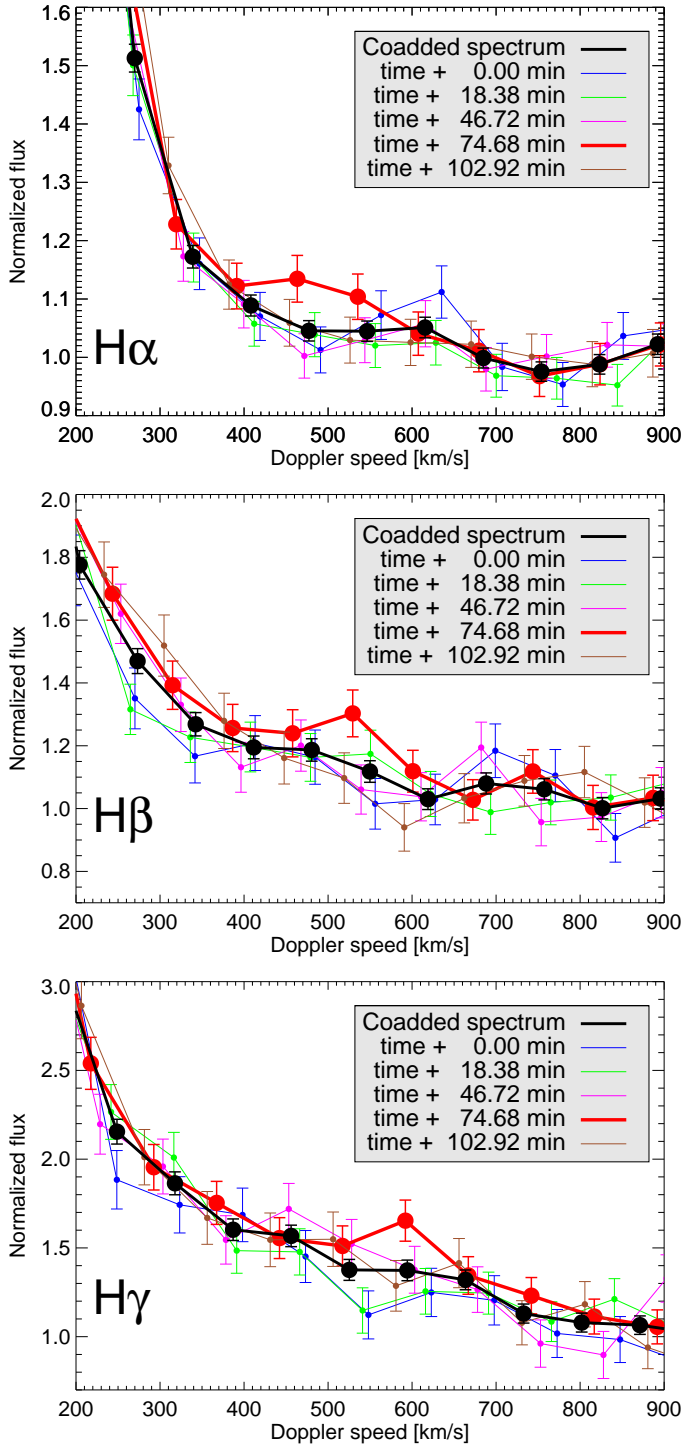 1.6
1.5
1.4
1.3
1.2
1.1
1.0
0.9
Normalized flux
Coadded spectrum
time + 0.00 min
time + 18.38 min
time + 46.72 min
time + 74.68 min
time + 102.92 min
Hα
200 300 400 500 600 700 800 900
Doppler speed [km/s]
2.0
1.8
1.6
1.4
1.2
1.0
0.8
Normalized flux
Coadded spectrum
time + 0.00 min
time + 18.38 min
time + 46.72 min
time + 74.68 min
time + 102.92 min
Hβ
200 300 400 500 600 700 800 900
Doppler speed [km/s]
3.0
2.5
2.0
1.5
1.0
Normalized flux
Coadded spectrum
time + 0.00 min
time + 18.38 min
time + 46.72 min
time + 74.68 min
time + 102.92 min
Hγ
200 300 400 500 600 700 800 900
Doppler speed [km/s]